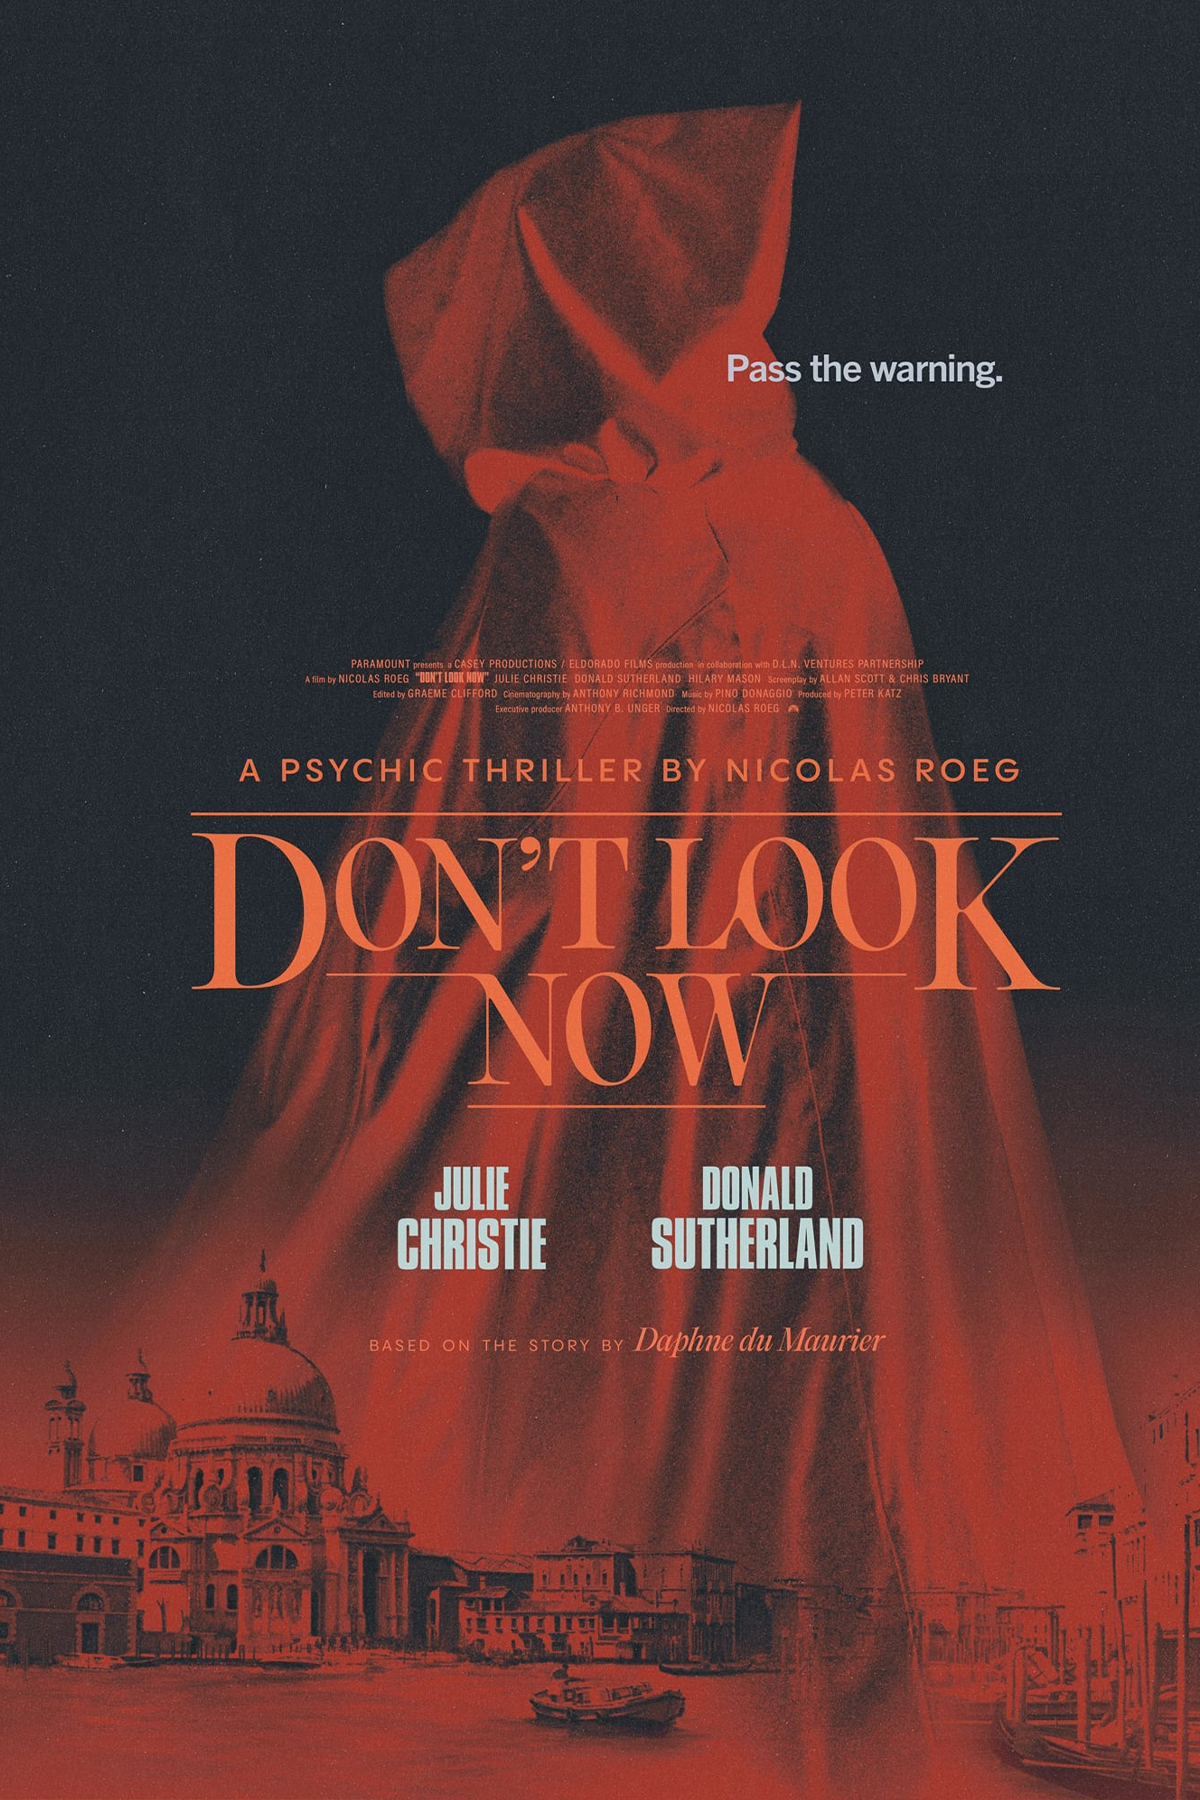 Pass the warning.
PARAMOUNT presents a CASEY PRODUCTIONS / ELDORADO FILMS production in collaboration with D.L.N. VENTURES PARTNERSHIP
A film by NICOLAS ROEG "DON'T LOOK NOW" JULIE CHRISTIE DONALD SUTHERLAND HILARY MASON Screenplay by ALLAN SCOTT & CHRIS BRYANT
Edited by GRAEME CLIFFORD Cinematography by ANTHONY RICHMOND Music by PINO DONAGGIO Produced by PETER KATZ
Executive producer ANTHONY B. UNGER Directed by NICOLAS ROEG
A PSYCHIC THRILLER BY NICOLAS ROEG
DON'T LOOK
NOW
JULIE CHRISTIE
DONALD SUTHERLAND
BASED ON THE STORY BY Daphne du Maurier